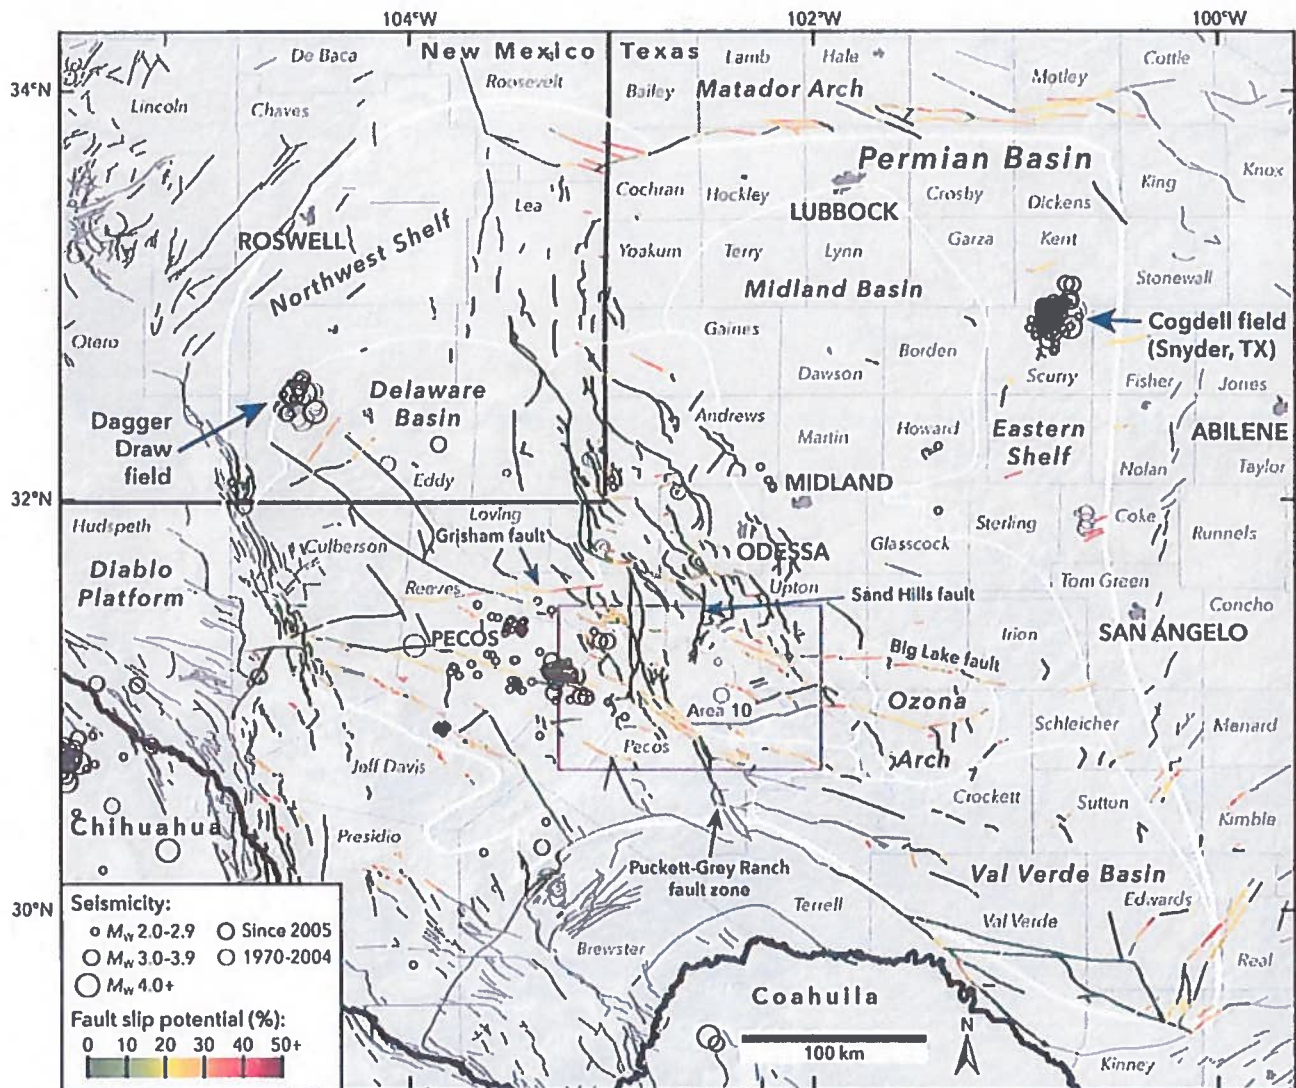 104°W
102°W
100°W
34°N
32°N
30°N
New Mexico
Texas
De Baca
Roosevelt
Lamb
Hale
Cottle
Motley
Lincoln
Chaves
Bailey
Matador Arch
Permian Basin
Knox
King
Lea
Cochran
Hockley
LUBBOCK
Crosby
Dickens
ROSWELL
Northwest Shelf
Yoakum
Terry
Lynn
Garza
Kent
Stonewall
Midland Basin
Otero
Gaines
Borden
Cogdell field
(Snyder, TX)
Dawson
Scurry
Fisher
Jones
Delaware
Basin
Dagger
Draw
field
Andrews
Martin
Howard
Eastern
Shelf
ABILENE
Nolan
Taylor
Eddy
MIDLAND
Hudspeth
Loving
Grisham fault
Culberson
ODESSA
Glasscock
Sterling
Coke
Runnels
Diablo
Platform
Reeves
Upton
Sand Hills fault
Tom Green
Concho
SAN ANGELO
Irion
PECOS
Big Lake fault
Area 10
Ozona
Arch
Schleicher
Menard
Pecos
Jeff Davis
Crockett
Sutton
Kimble
Chihuahua
Presidio
Puckett-Grey Ranch
fault zone
Val Verde Basin
Terrell
Val Verde
Edwards
Brewster
Real
Coahuila
Kinney
N
100 km
Seismicity:
Mw 2.0-2.9
Since 2005
Mw 3.0-3.9
1970-2004
Mw 4.0+
Fault slip potential (%):
0 10 20 30 40 50+